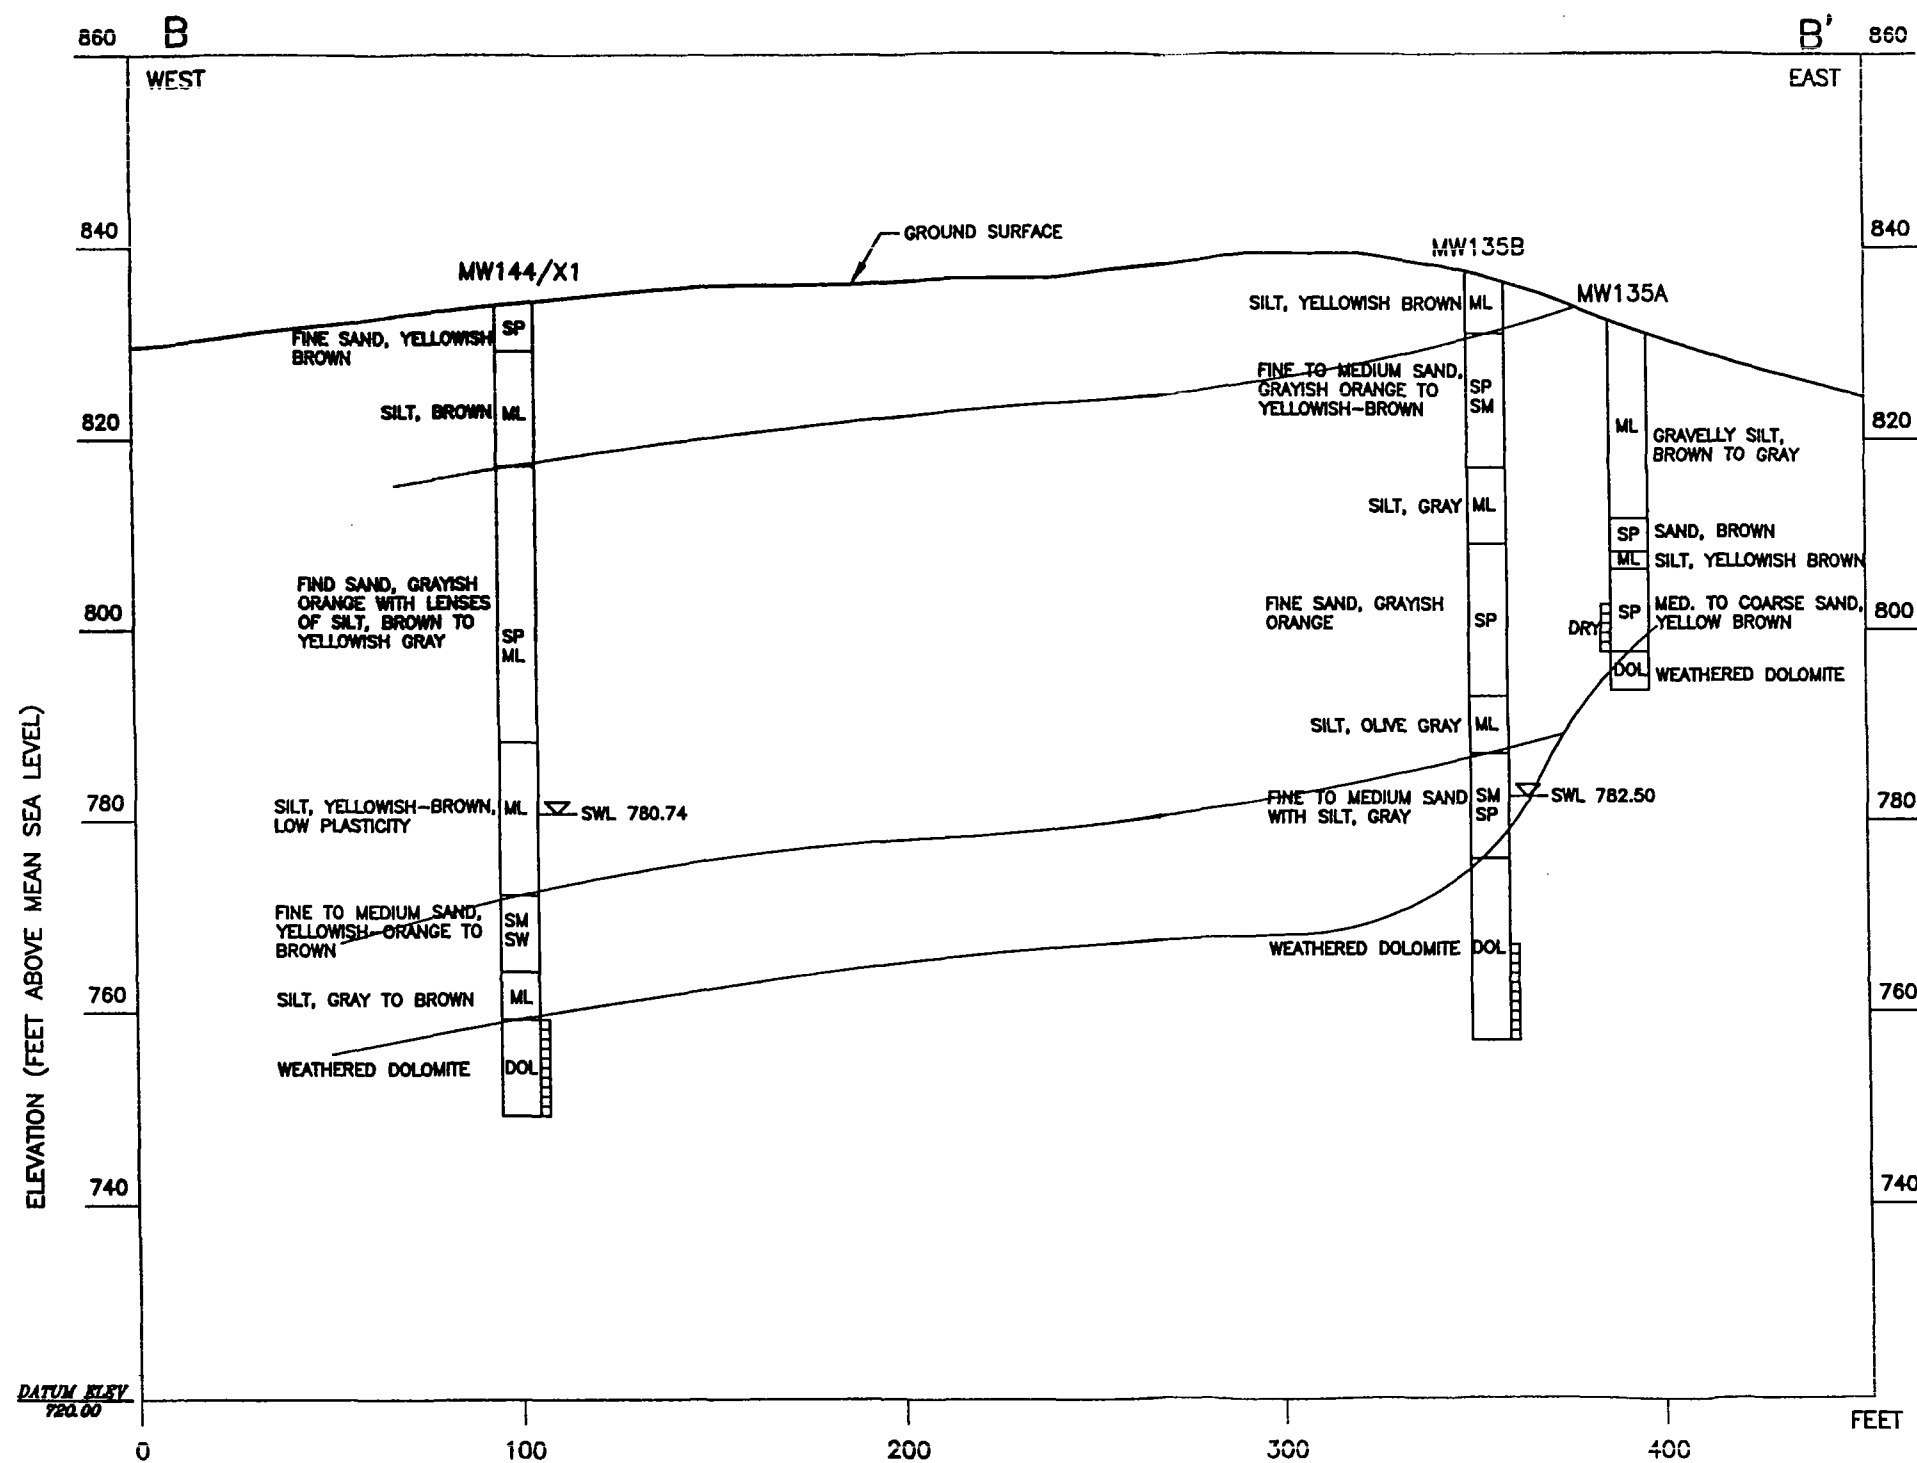 B
B'
860
860
WEST
EAST
840
GROUND SURFACE
840
MW135B
MW144/X1
MW135A
SILT, YELLOWISH BROWN
ML
SP
FINE SAND, YELLOWISH
BROWN
FINE TO MEDIUM SAND,
GRAYISH ORANGE TO
YELLOWISH-BROWN
SP
SM
SILT, BROWN
ML
820
820
ML
GRAVELLY SILT,
BROWN TO GRAY
SILT, GRAY
ML
SP
SAND, BROWN
ML
SILT, YELLOWISH BROWN
FIND SAND, GRAYISH
ORANGE WITH LENSES
OF SILT, BROWN TO
YELLOWISH GRAY
SP
ML
FINE SAND, GRAYISH
ORANGE
SP
800
800
DRY
SP
MED. TO COARSE SAND,
YELLOW BROWN
DOL
WEATHERED DOLOMITE
SILT, OLIVE GRAY
ML
ELEVATION (FEET ABOVE MEAN SEA LEVEL)
780
780
SILT, YELLOWISH-BROWN,
LOW PLASTICITY
ML
SWL 780.74
FINE TO MEDIUM SAND
WITH SILT, GRAY
SM
SP
SWL 782.50
FINE TO MEDIUM SAND,
YELLOWISH-ORANGE TO
BROWN
SM
SW
WEATHERED DOLOMITE
DOL
760
760
SILT, GRAY TO BROWN
ML
WEATHERED DOLOMITE
DOL
740
740
DATUM ELEV
720.00
FEET
0
100
200
300
400